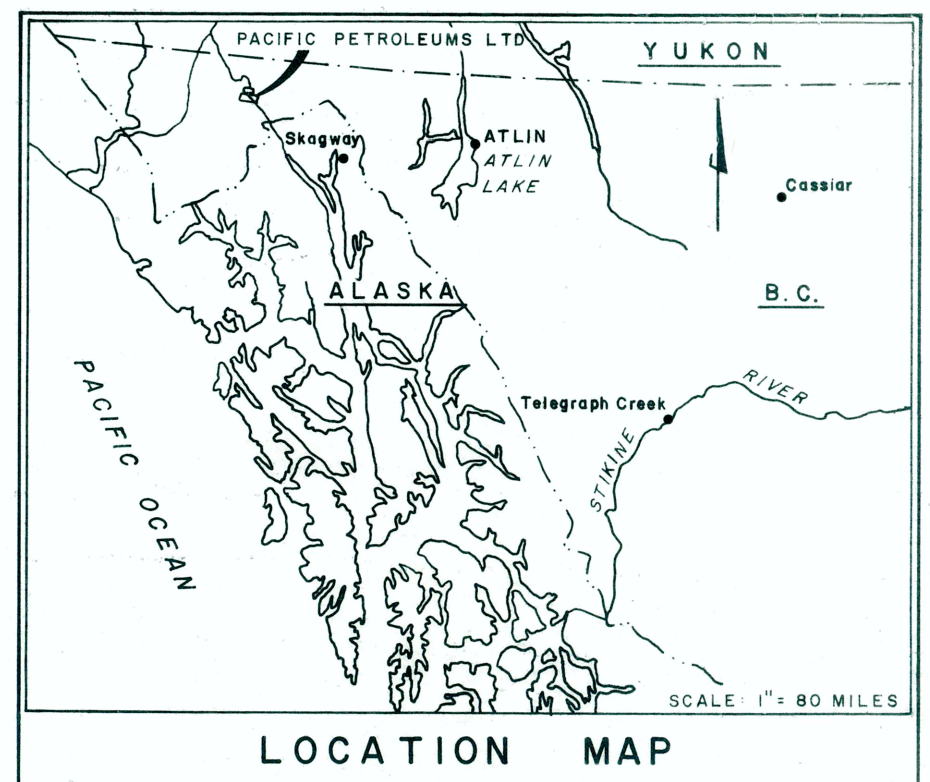 PACIFIC PETROLEUMS LTD
YUKON
Skagway
ATLIN
ATLIN
LAKE
Cassiar
ALASKA
B.C.
PACIFIC OCEAN
Telegraph Creek
STIKINE
RIVER
SCALE: 1" = 80 MILES
LOCATION MAP